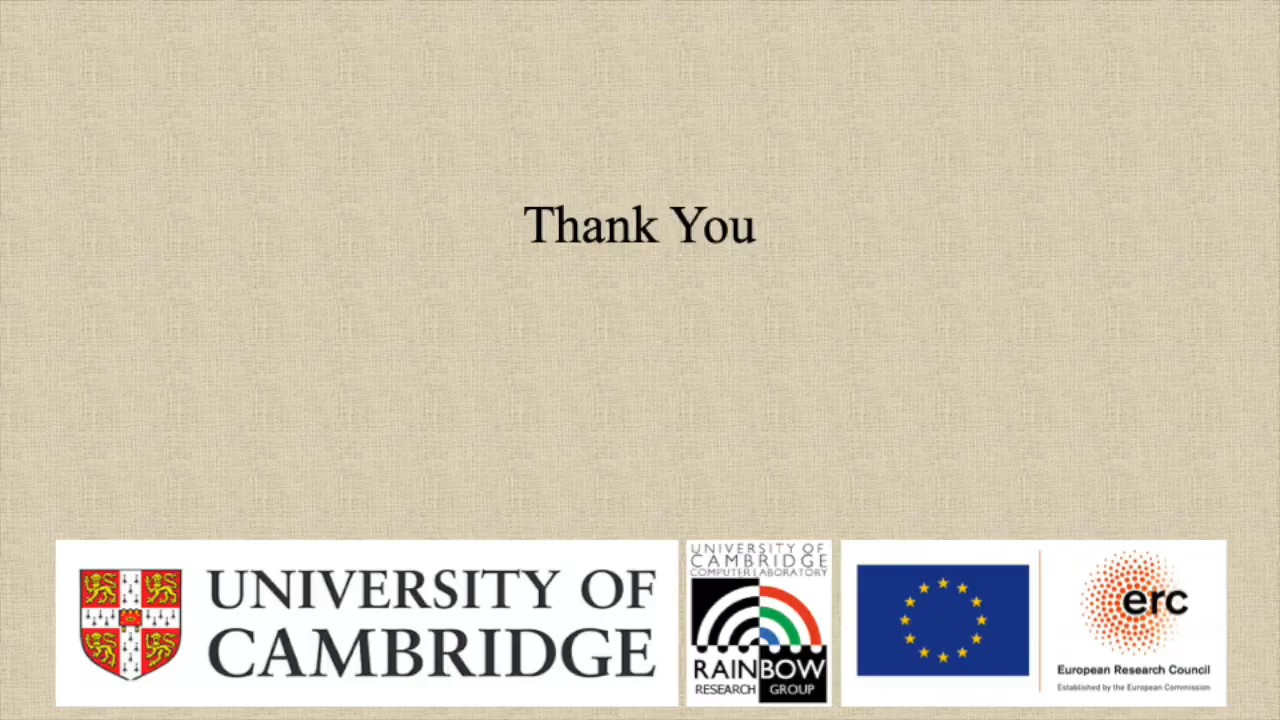 Thank You
UNIVERSITY OF
CAMBRIDGE
UNIVERSITY OF
CAMBRIDGE
COMPUTER LABORATORY
RAINBOW
RESEARCH GROUP
erc
European Research Council
Established by the European Commission